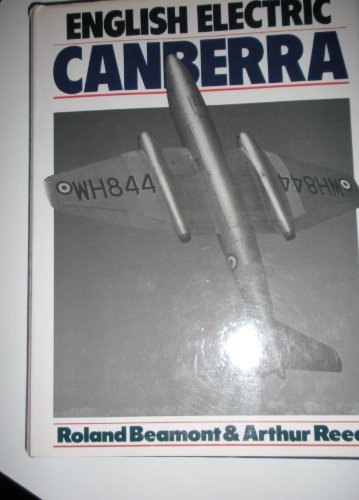 ENGLISH ELECTRIC
CANBERRA
WH844
WH844
Roland Beamont & Arthur Reed